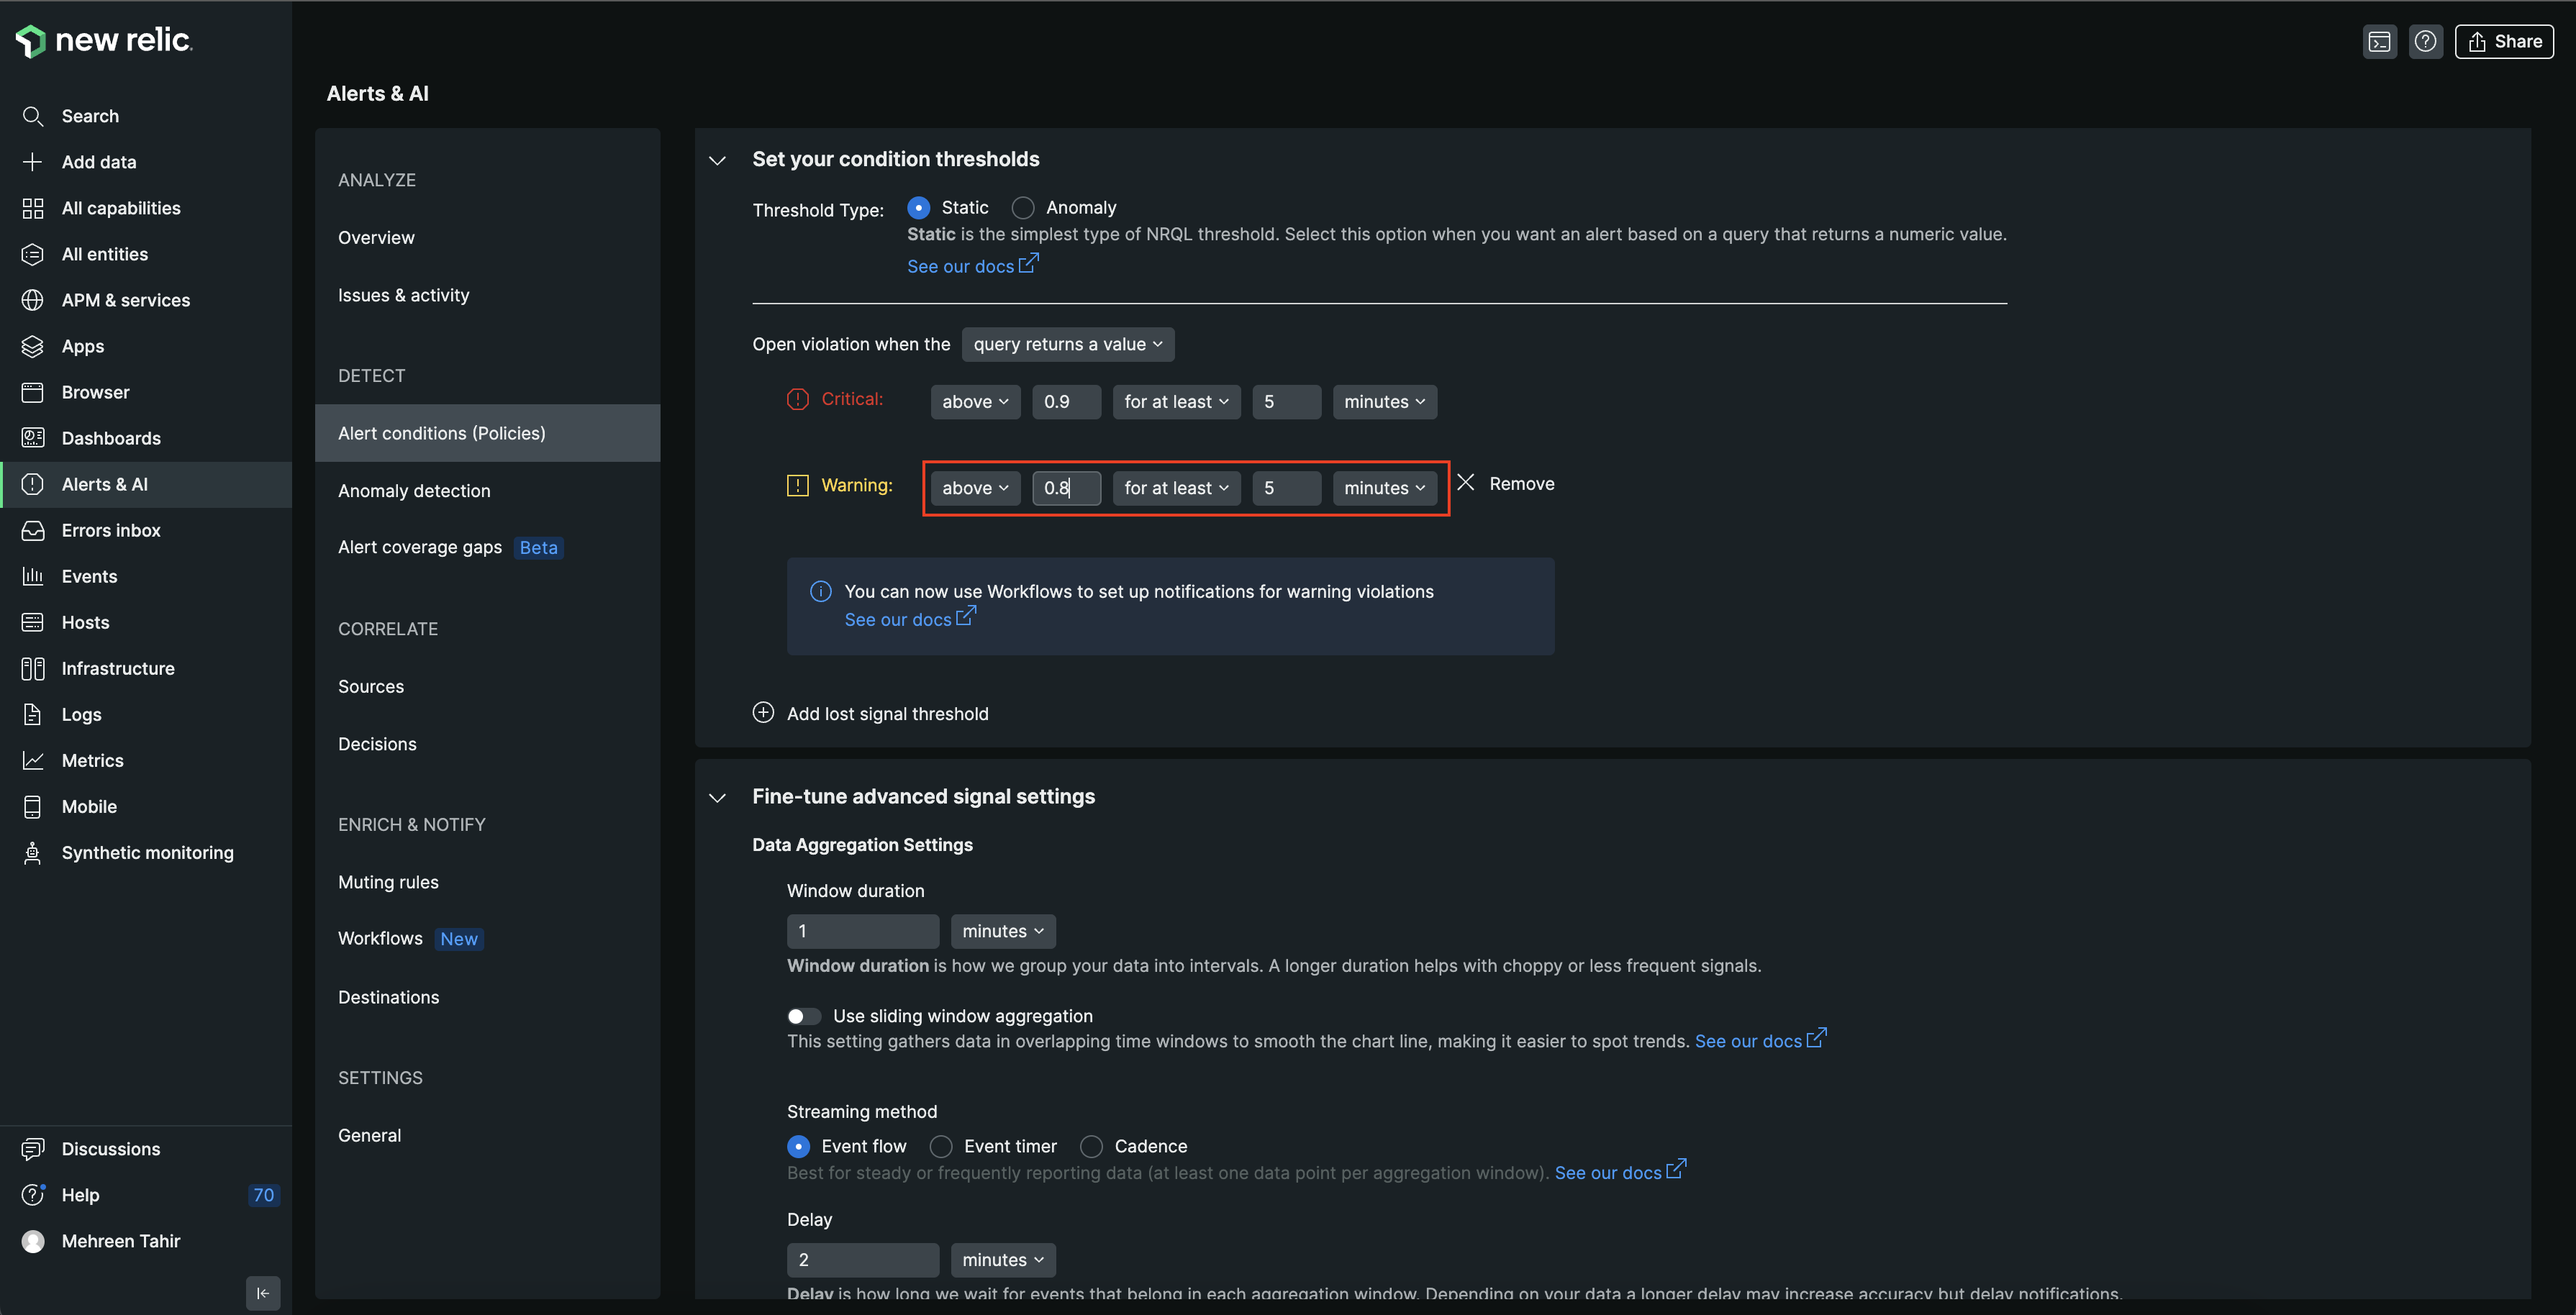 new relic.
Search
Add data
All capabilities
All entities
APM & services
Apps
Browser
Dashboards
Alerts & AI
Errors inbox
Events
Hosts
Infrastructure
Logs
Metrics
Mobile
Synthetic monitoring
Discussions
Help 70
Mehreen Tahir
Share
Alerts & AI
ANALYZE
Overview
Issues & activity
DETECT
Alert conditions (Policies)
Anomaly detection
Alert coverage gaps Beta
CORRELATE
Sources
Decisions
ENRICH & NOTIFY
Muting rules
Workflows New
Destinations
SETTINGS
General
Set your condition thresholds
Threshold Type: Static Anomaly
Static is the simplest type of NRQL threshold. Select this option when you want an alert based on a query that returns a numeric value.
See our docs
Open violation when the query returns a value
Critical: above 0.9 for at least 5 minutes
Warning: above 0.8 for at least 5 minutes Remove
You can now use Workflows to set up notifications for warning violations
See our docs
Add lost signal threshold
Fine-tune advanced signal settings
Data Aggregation Settings
Window duration
1 minutes
Window duration is how we group your data into intervals. A longer duration helps with choppy or less frequent signals.
Use sliding window aggregation
This setting gathers data in overlapping time windows to smooth the chart line, making it easier to spot trends. See our docs
Streaming method
Event flow Event timer Cadence
Best for steady or frequently reporting data (at least one data point per aggregation window). See our docs
Delay
2 minutes
Delay is how long we wait for events that belong in each aggregation window. Depending on your data a longer delay may increase accuracy but delay notifications.